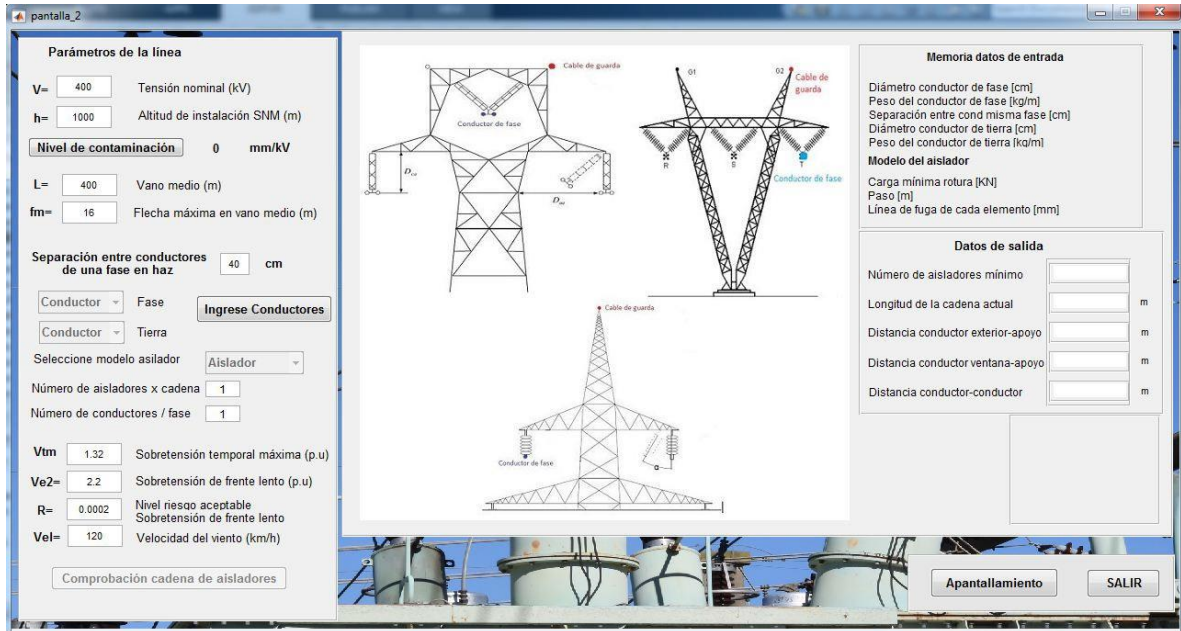 pantalla_2
Parámetros de la línea
V= 400 Tensión nominal (kV)
h= 1000 Altitud de instalación SNM (m)
Nivel de contaminación 0 mm/kV
L= 400 Vano medio (m)
fm= 16 Flecha máxima en vano medio (m)
Separación entre conductores
de una fase en haz 40 cm
Conductor Fase
Ingrese Conductores
Conductor Tierra
Seleccione modelo asilador Aislador
Número de aisladores x cadena 1
Número de conductores / fase 1
Vtm 1.32 Sobretensión temporal máxima (p.u)
Ve2= 2.2 Sobretensión de frente lento (p.u)
R= 0.0002 Nivel riesgo aceptable
Sobretensión de frente lento
Vel= 120 Velocidad del viento (km/h)
Comprobación cadena de aisladores
Cable de guarda
Conductor de fase
G1
G2
Cable de
guarda
R
S
T
Conductor de fase
Cable de guarda
Conductor de fase
Memoria datos de entrada
Diámetro conductor de fase [cm]
Peso del conductor de fase [kg/m]
Separación entre cond misma fase [cm]
Diámetro conductor de tierra [cm]
Peso del conductor de tierra [kg/m]
Modelo del aislador
Carga mínima rotura [KN]
Paso [m]
Línea de fuga de cada elemento [mm]
Datos de salida
Número de aisladores mínimo
Longitud de la cadena actual m
Distancia conductor exterior-apoyo m
Distancia conductor ventana-apoyo m
Distancia conductor-conductor m
Apantallamiento
SALIR